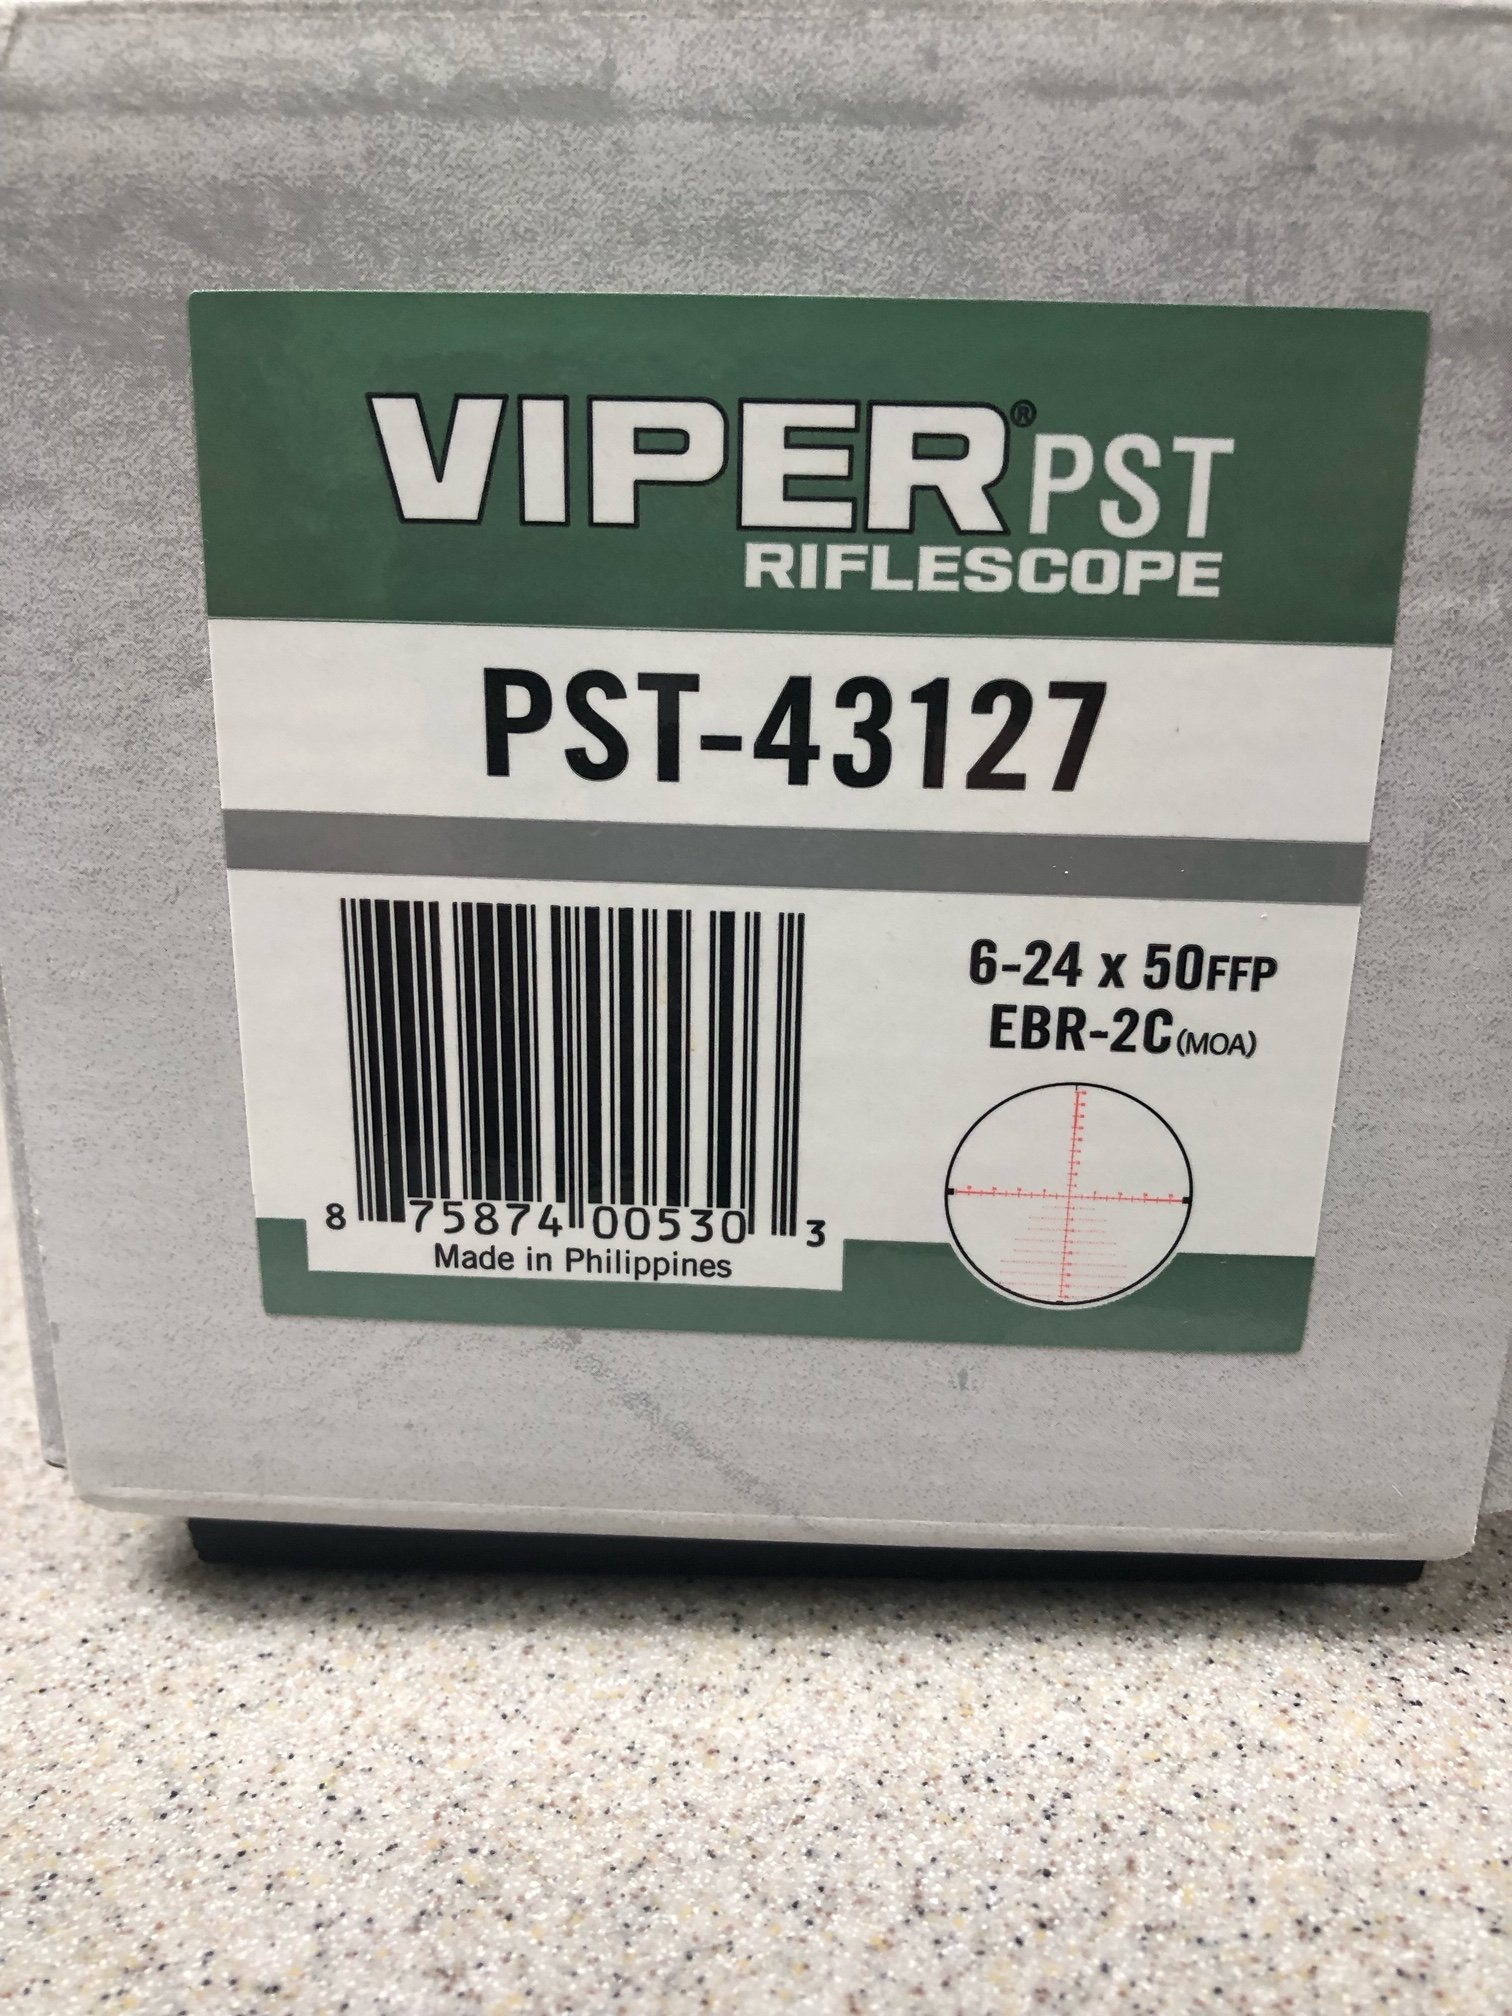 VIPER® PST
RIFLESCOPE
PST-43127
6-24 x 50FFP
EBR-2C(MOA)
8 75874 00530 3
Made in Philippines